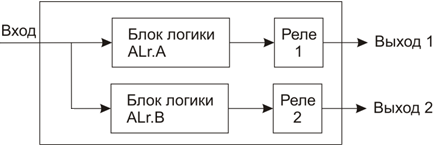 Вход
Блок логики
ALr.A
Реле
1
Выход 1
Блок логики
ALr.B
Реле
2
Выход 2